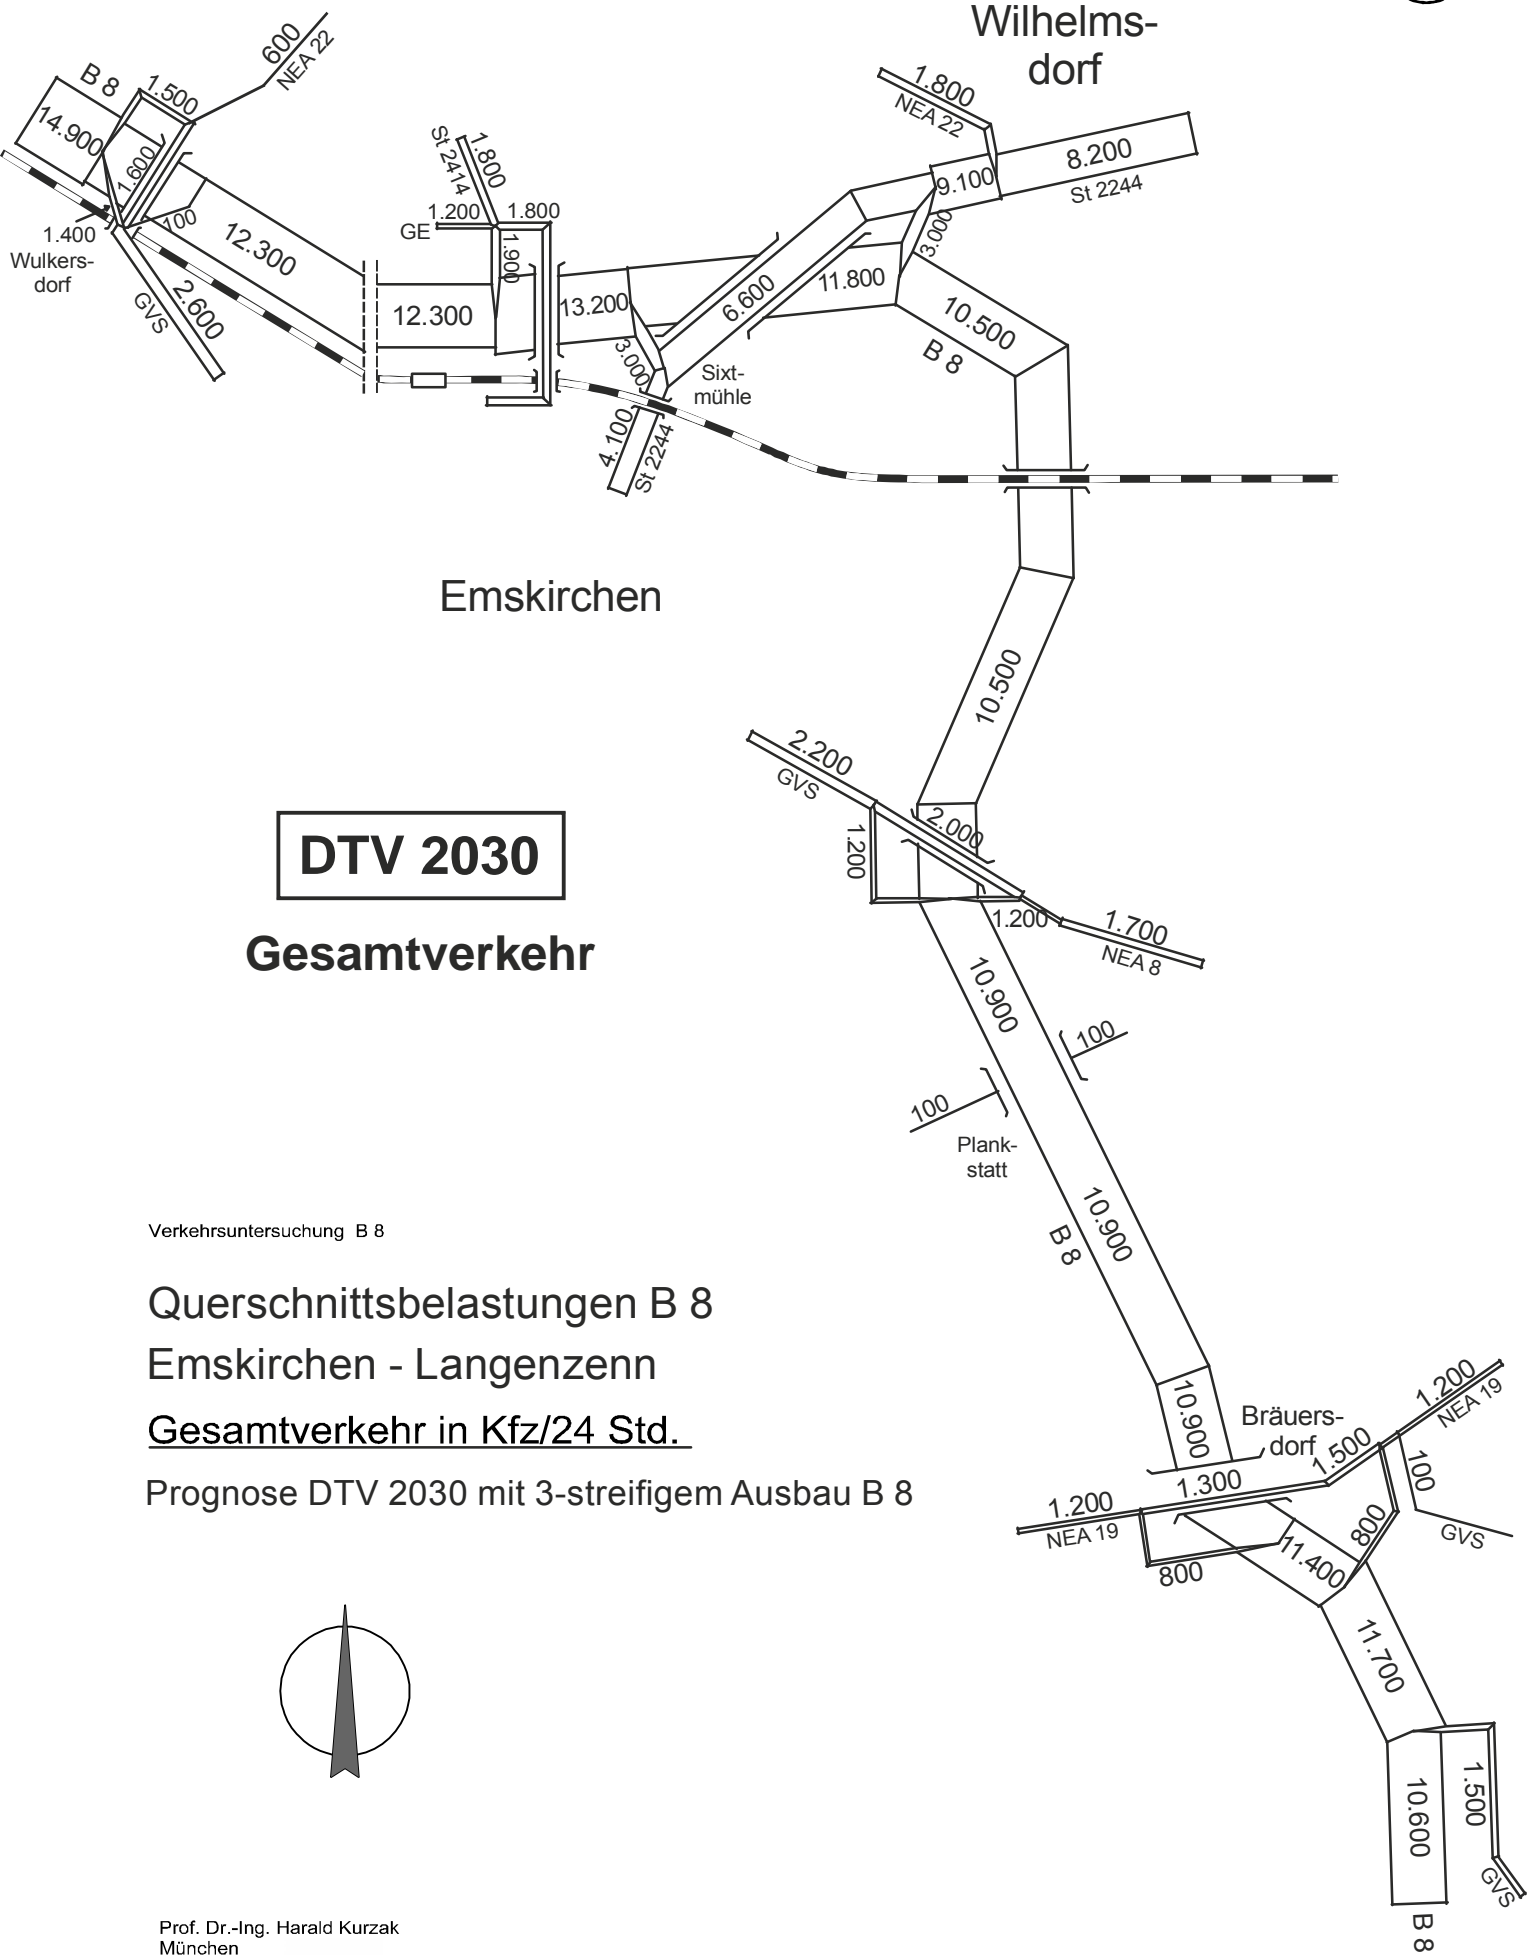 Wilhelms-
dorf
600
NEA 22
B 8
1.500
14.900
1.600
100
1.400
Wulkers-
dorf
GVS
2.600
12.300
St 2414
1.800
1.200
1.800
GE
1.900
12.300
13.200
3.000
4.100
St 2244
Sixt-
mühle
6.600
11.800
1.800
NEA 22
9.100
8.200
St 2244
3.000
10.500
B 8
Emskirchen
10.500
2.200
GVS
2.000
1.200
1.200
1.700
NEA 8
DTV 2030
Gesamtverkehr
10.900
100
100
Plank-
statt
10.900
B 8
Verkehrsuntersuchung B 8
Querschnittsbelastungen B 8
Emskirchen - Langenzenn
Gesamtverkehr in Kfz/24 Std.
Prognose DTV 2030 mit 3-streifigem Ausbau B 8
10.900
Bräuers-
dorf
1.200
NEA 19
1.500
1.300
1.200
NEA 19
100
GVS
800
800
11.400
11.700
10.600
1.500
GVS
B 8
Prof. Dr.-Ing. Harald Kurzak
München